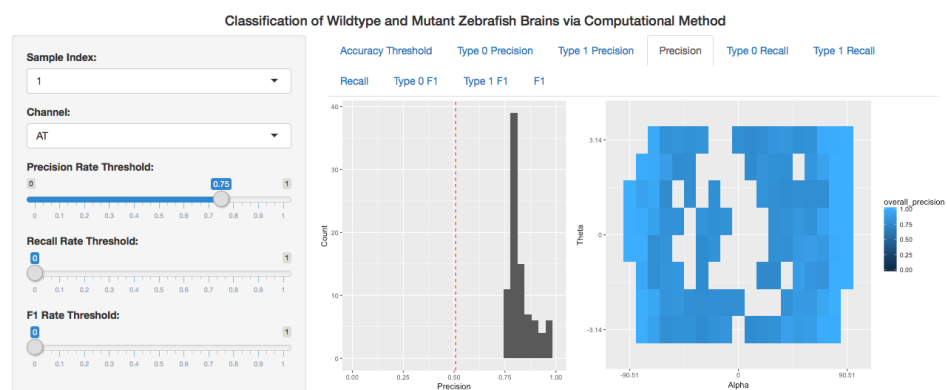 Classification of Wildtype and Mutant Zebrafish Brains via Computational Method
Sample Index:
1
Channel:
AT
Precision Rate Threshold:
0 0.75 1
0 0.1 0.2 0.3 0.4 0.5 0.6 0.7 0.8 0.9 1
Recall Rate Threshold:
0 1
0 0.1 0.2 0.3 0.4 0.5 0.6 0.7 0.8 0.9 1
F1 Rate Threshold:
0 1
0 0.1 0.2 0.3 0.4 0.5 0.6 0.7 0.8 0.9 1
Accuracy Threshold Type 0 Precision Type 1 Precision Precision Type 0 Recall Type 1 Recall
Recall Type 0 F1 Type 1 F1 F1
Count
40
30
20
10
0
0.00 0.25 0.50 0.75 1.00
Precision
Theta
3.14
0
-3.14
-90.51 0 90.51
Alpha
overall_precision
1.00
0.75
0.50
0.25
0.00